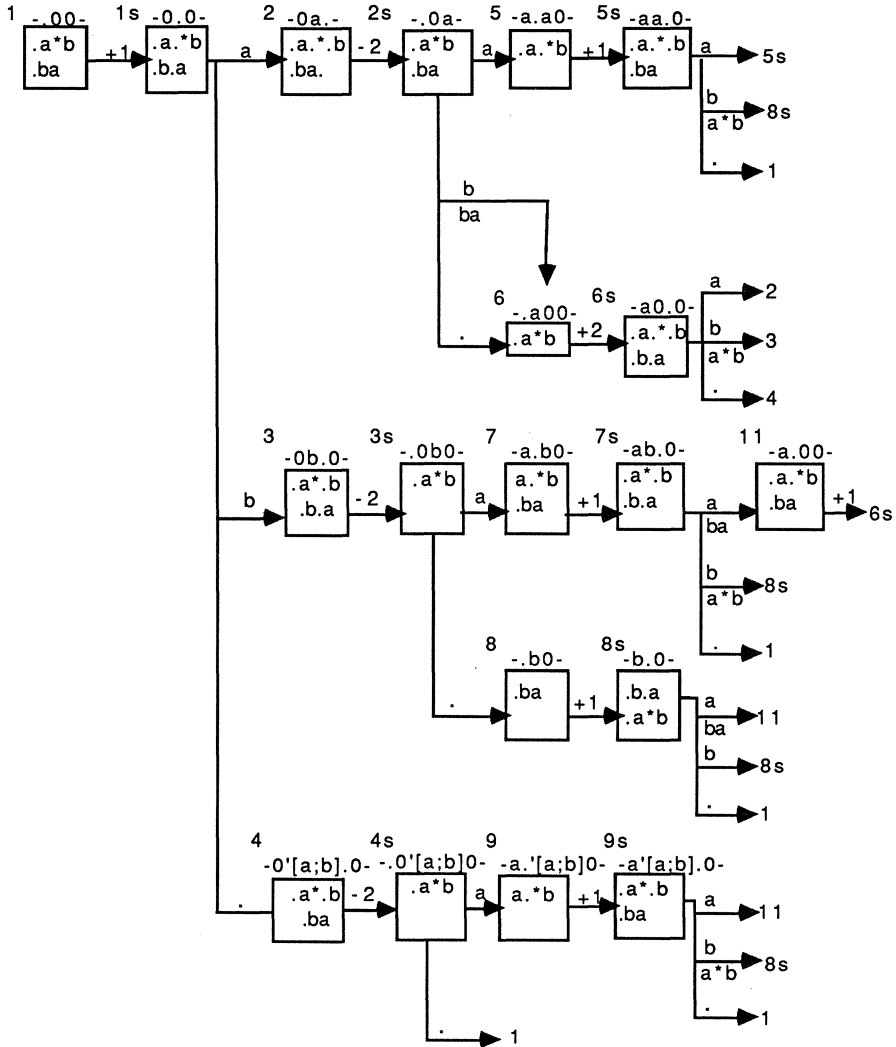 1 -.00- 1s -0.0- 2 -0a.- 2s -.0a- 5 -a.a0- 5s -aa.0-
.a*b +1 .a.*b a .a.*.b -2 .a*b a .a.*b +1 .a.*.b a 5s
.ba .b.a .ba. .ba .ba
b 8s
a*b
. 1
b
ba
6 -.a00- 6s -a0.0- a 2
. .a*b +2 .a.*.b b 3
.b.a a*b
. 4
3 -0b.0- 3s -.0b0- 7 -a.b0- 7s -ab.0- 11 -a.00-
b .a*.b -2 .a*b a a.*b +1 .a*.b a .a.*b +1 6s
.b.a .ba .b.a ba .ba
b 8s
a*b
. 1
8 -.b0- 8s -b.0-
. .ba +1 .b.a a 11
.a*b ba
b 8s
. 1
4 -0'[a;b].0- 4s -.0'[a;b]0- 9 -a.'[a;b]0- 9s -a'[a;b].0-
. .a*.b -2 .a*b a a.*b +1 .a*.b a 11
.ba .ba
b 8s
a*b
. 1
. 1